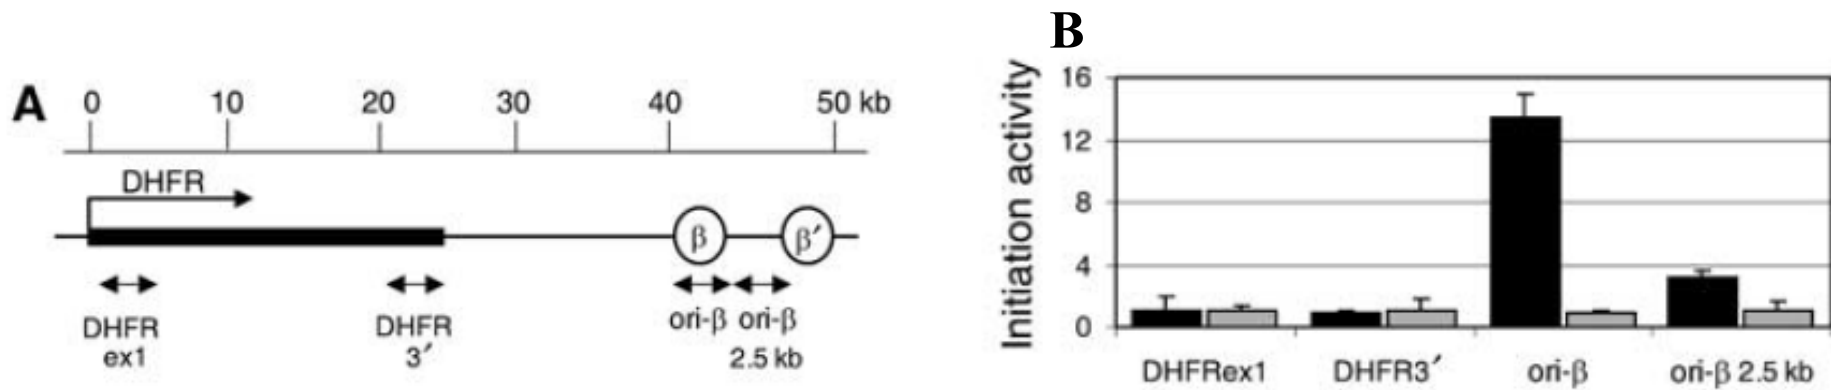 A
0 10 20 30 40 50 kb
DHFR
β β′
DHFR ex1
DHFR 3′
ori-β
ori-β 2.5 kb
B
Initiation activity
16
12
8
4
0
DHFRex1 DHFR3′ ori-β ori-β 2.5 kb